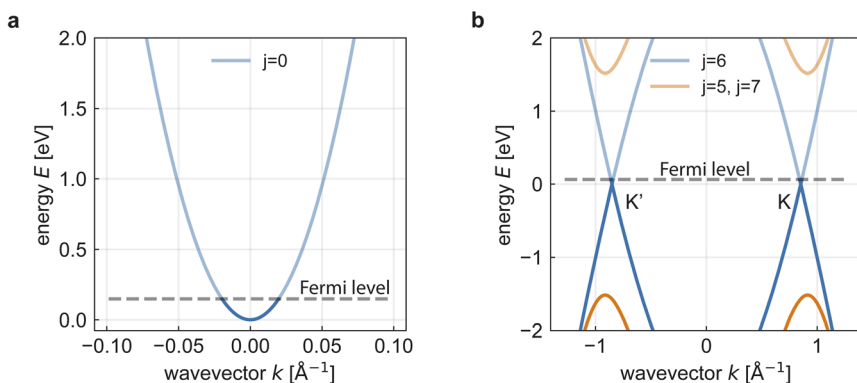 a
2.0
1.5
1.0
0.5
0.0
energy E [eV]
j=0
Fermi level
−0.10
−0.05
0.00
0.05
0.10
wavevector k [Å⁻¹]
b
2
1
0
−1
−2
energy E [eV]
j=6
j=5, j=7
Fermi level
K’
K
−1
0
1
wavevector k [Å⁻¹]